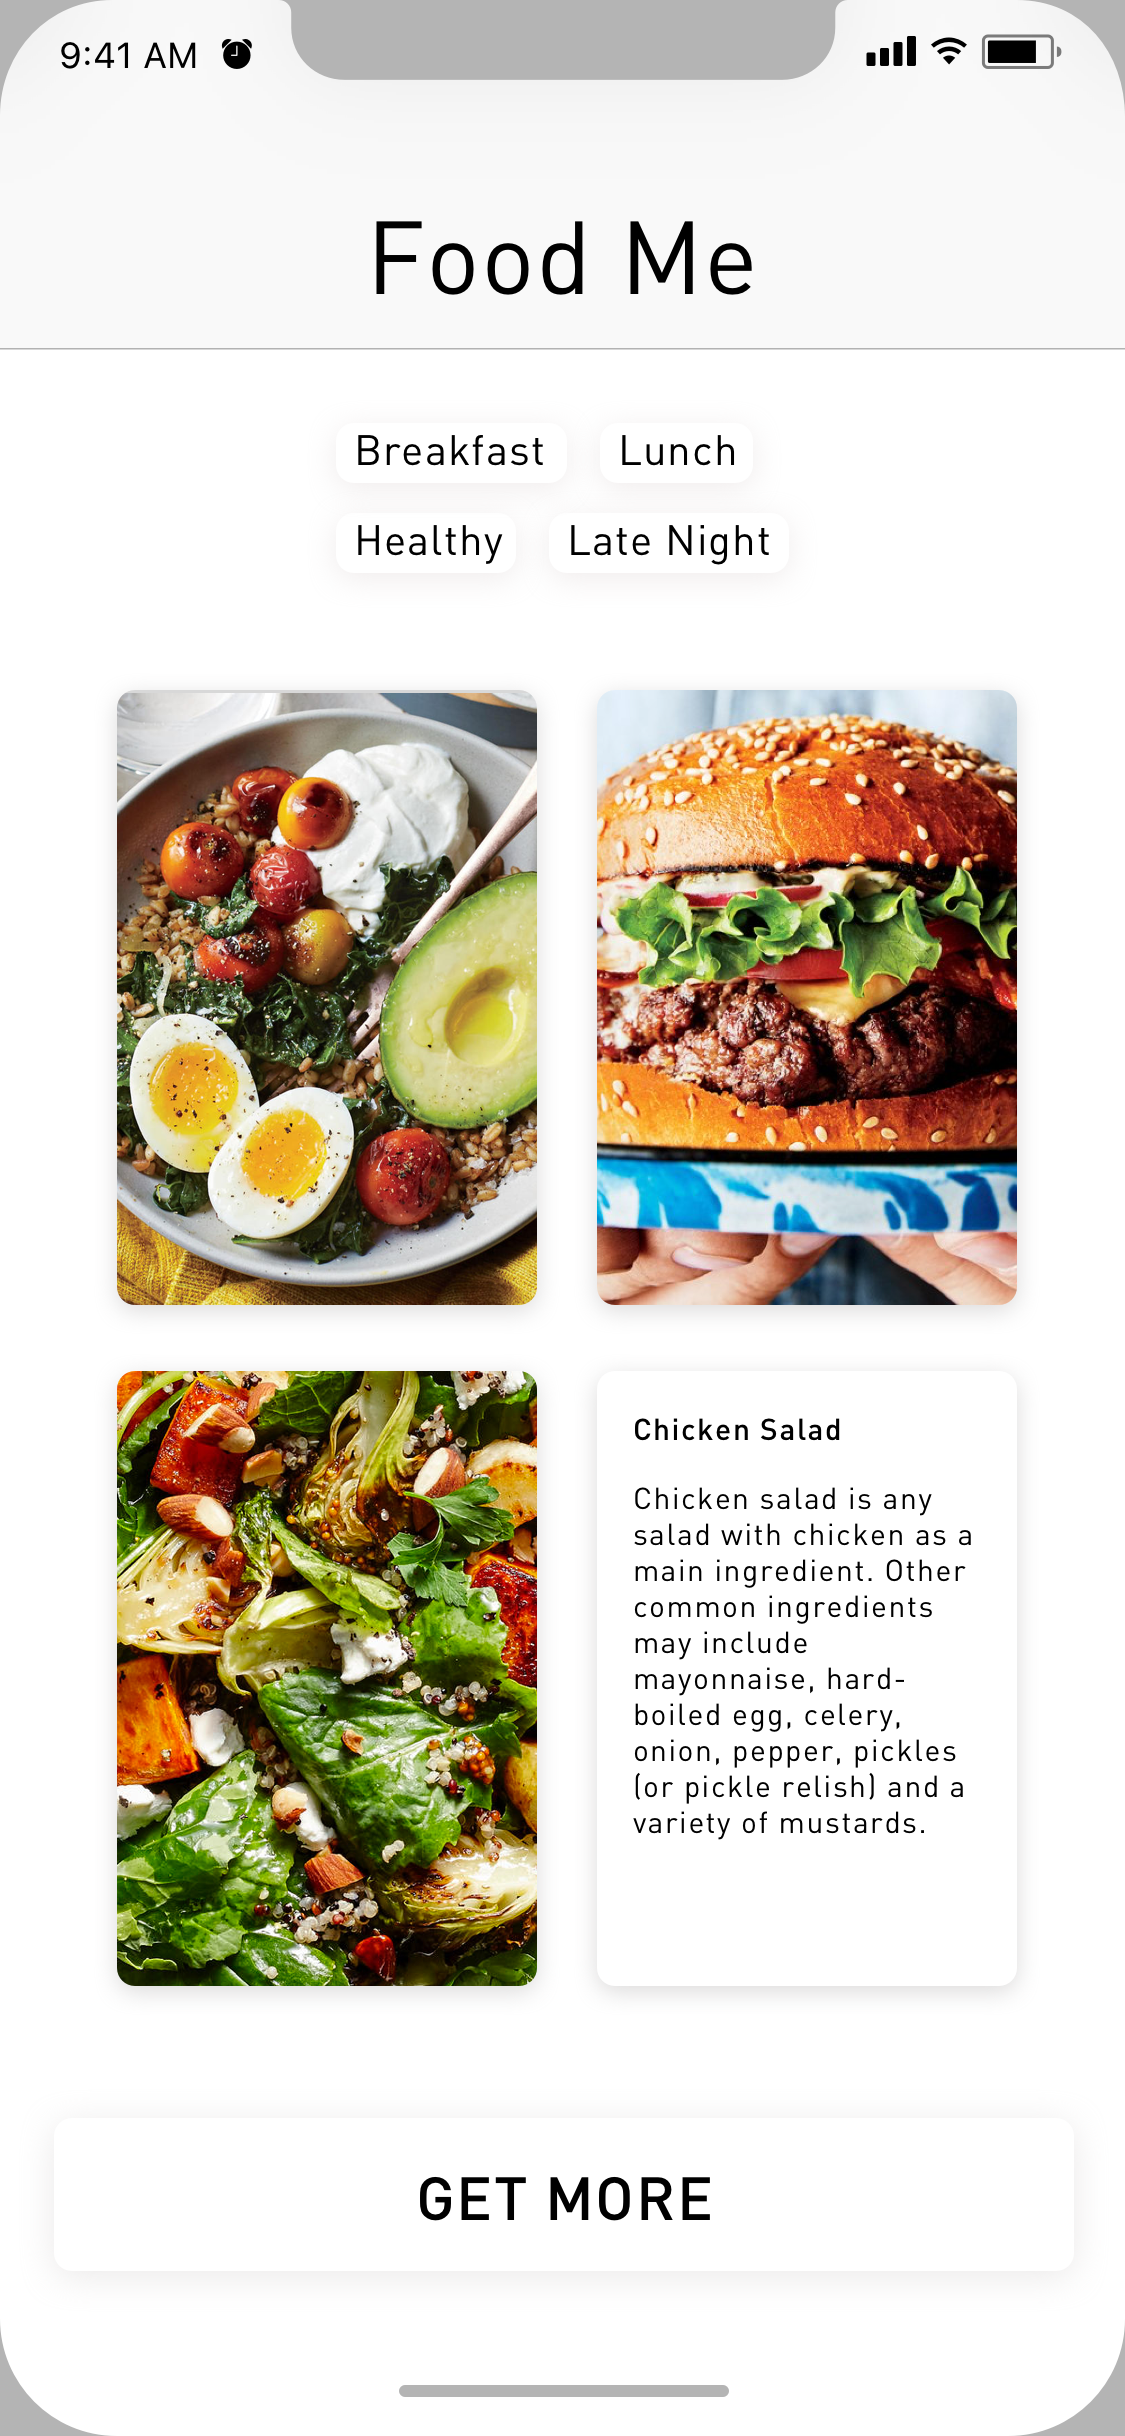 9:41 AM
Food Me
Breakfast
Lunch
Healthy
Late Night
Chicken Salad
Chicken salad is any
salad with chicken as a
main ingredient. Other
common ingredients
may include
mayonnaise, hard-
boiled egg, celery,
onion, pepper, pickles
(or pickle relish) and a
variety of mustards.
GET MORE